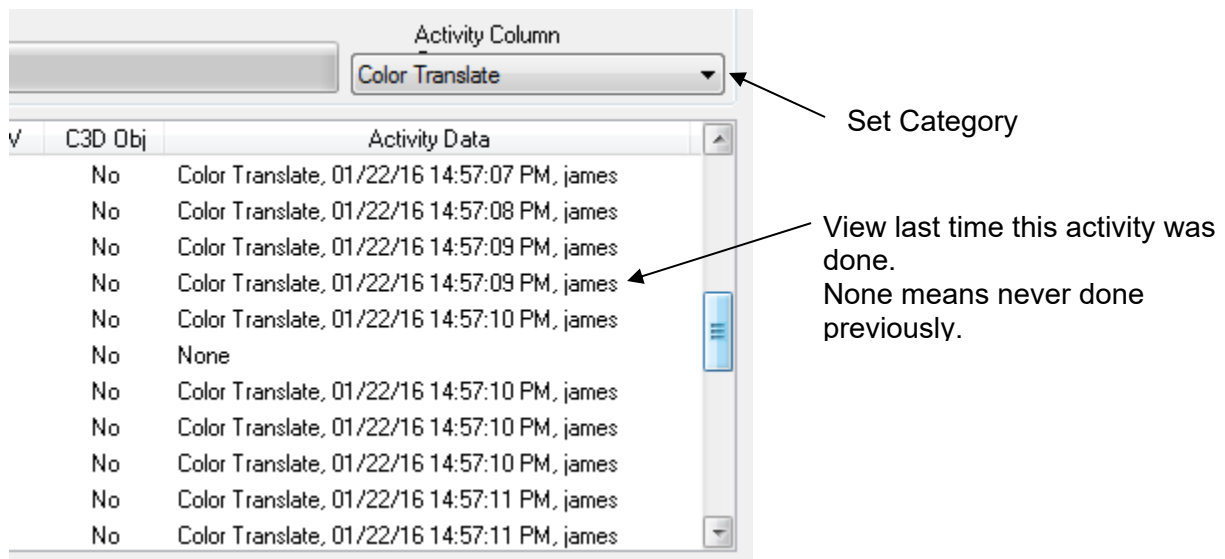 Activity Column
Color Translate
Set Category
V C3D Obj Activity Data
No Color Translate, 01/22/16 14:57:07 PM, james
No Color Translate, 01/22/16 14:57:08 PM, james
No Color Translate, 01/22/16 14:57:09 PM, james
No Color Translate, 01/22/16 14:57:09 PM, james
No Color Translate, 01/22/16 14:57:10 PM, james
No None
No Color Translate, 01/22/16 14:57:10 PM, james
No Color Translate, 01/22/16 14:57:10 PM, james
No Color Translate, 01/22/16 14:57:10 PM, james
No Color Translate, 01/22/16 14:57:11 PM, james
No Color Translate, 01/22/16 14:57:11 PM, james
View last time this activity was
done.
None means never done
previously.